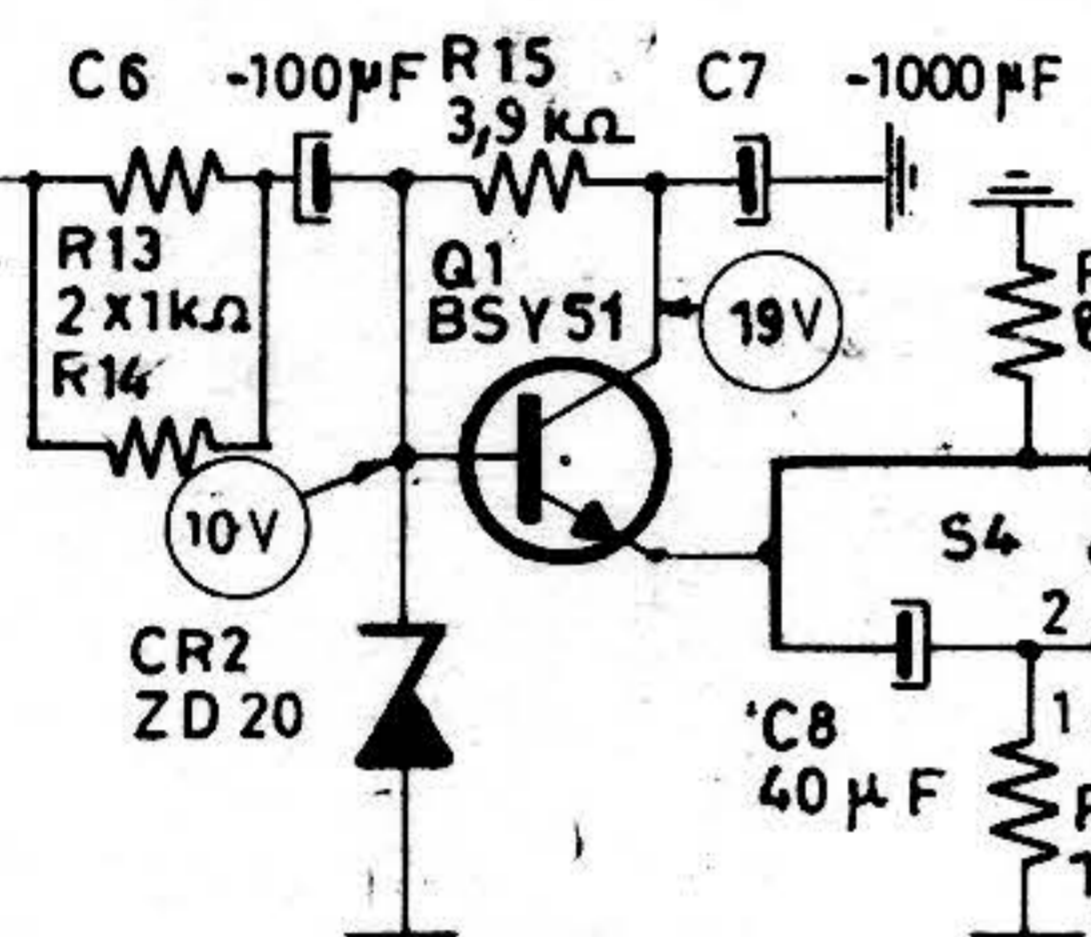 C6 -100µF R15
3,9 kΩ
C7 -1000µF
R13
2 X 1kΩ
R14
Q1
BSY51
19V
10V
CR2
ZD 20
S4
2
1
C8
40 µF